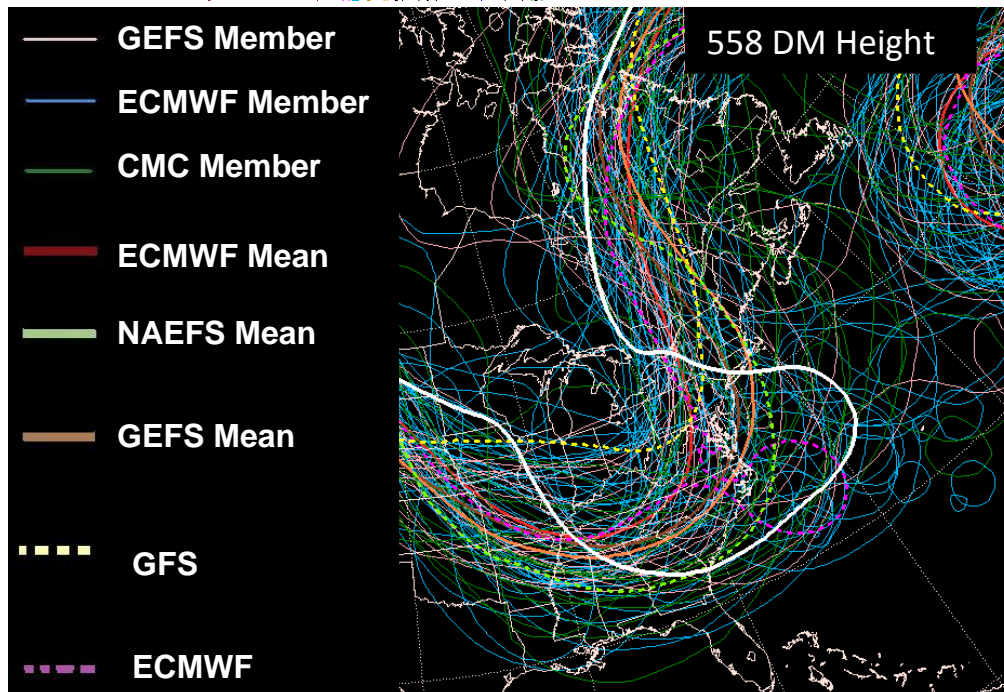 558 DM Height
GEFS Member
ECMWF Member
CMC Member
ECMWF Mean
NAEFS Mean
GEFS Mean
GFS
ECMWF